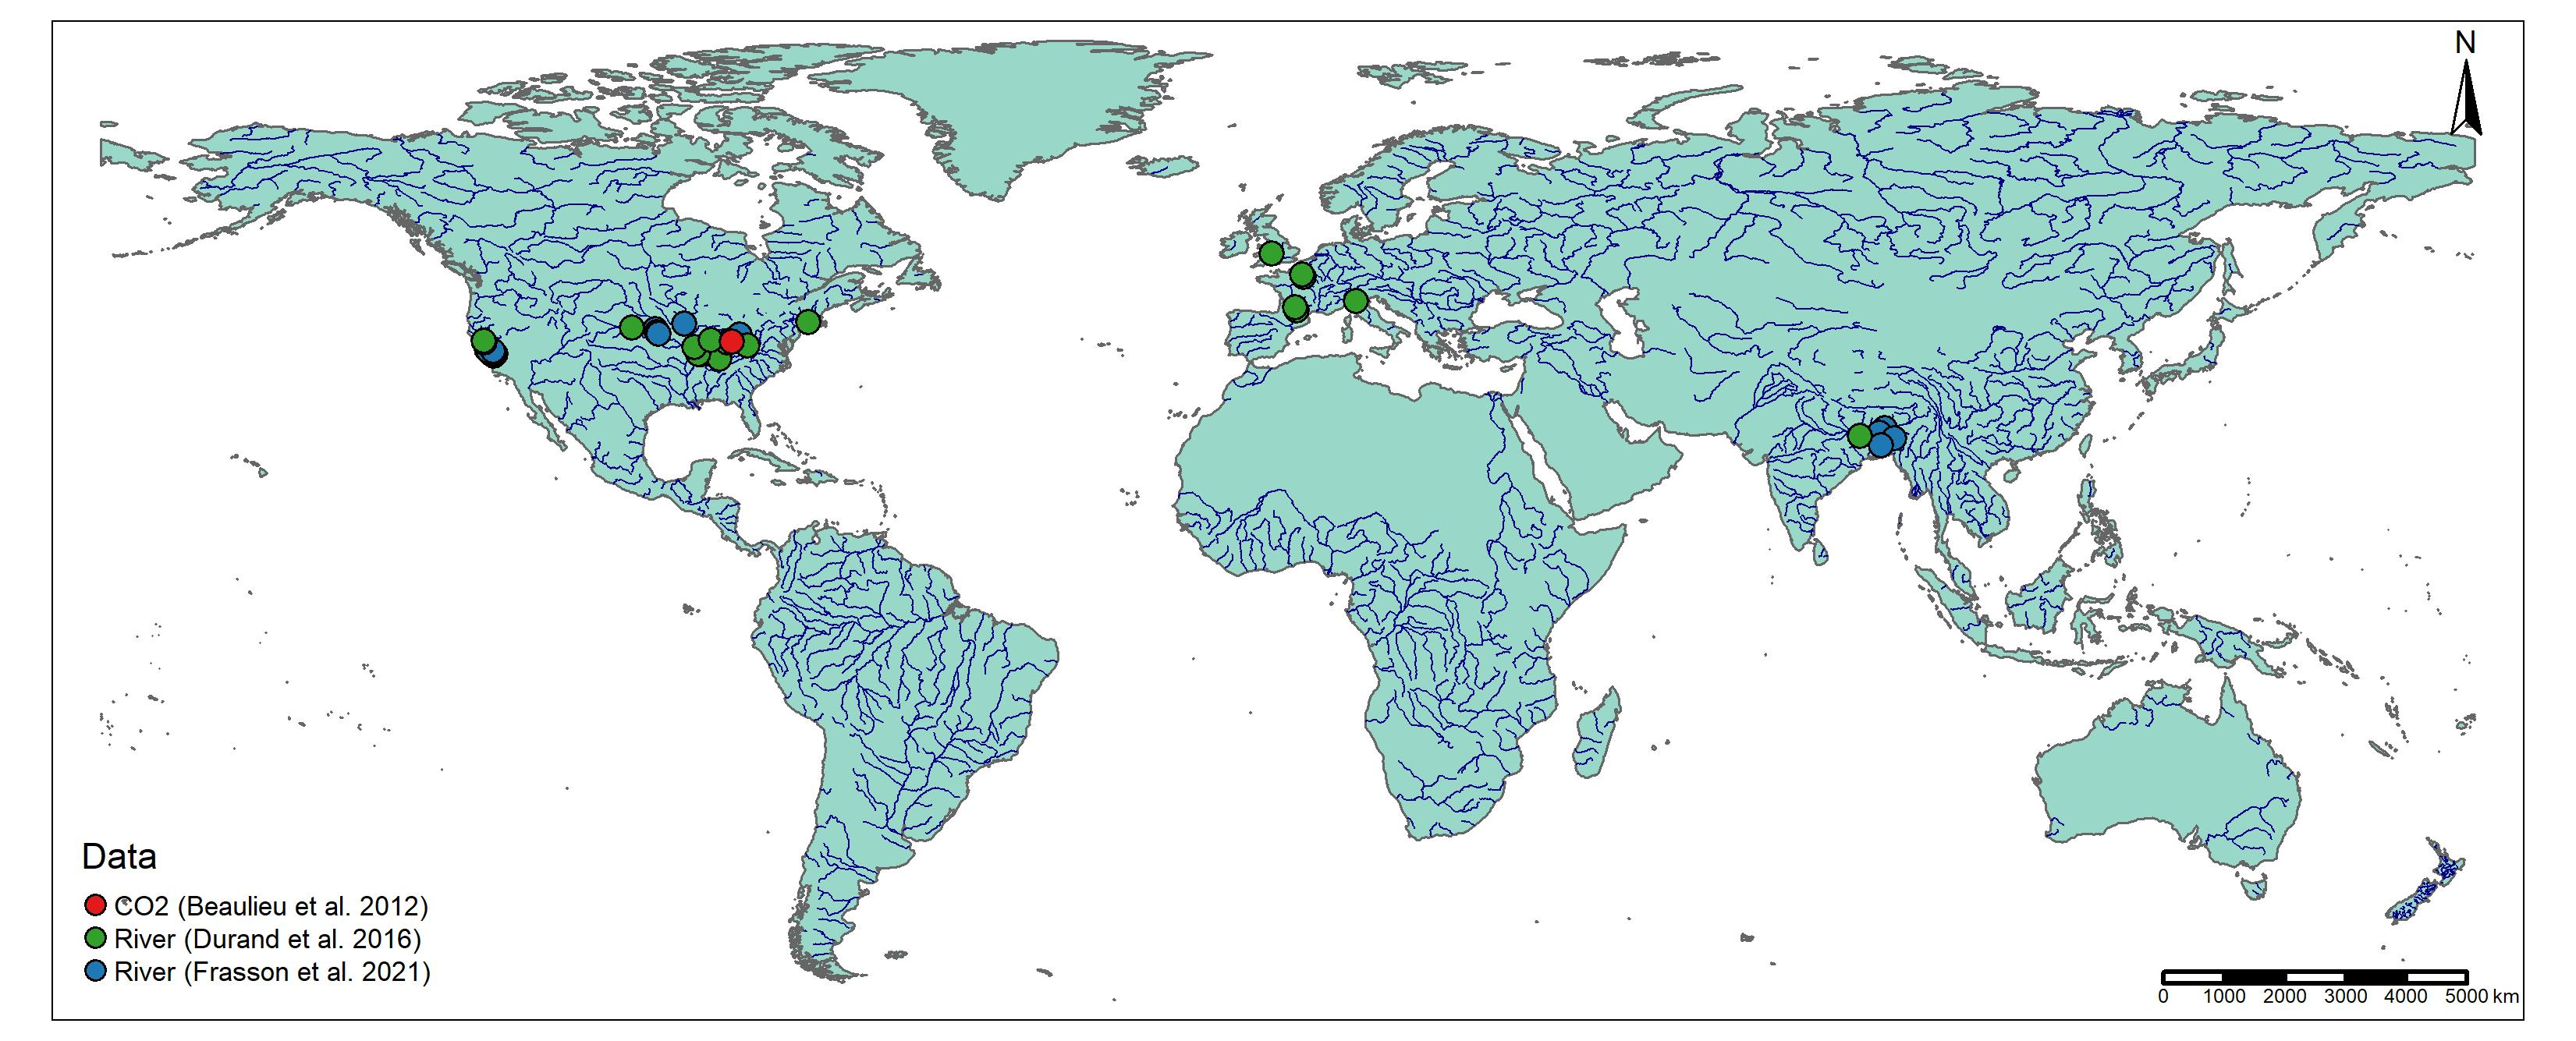 N
Data
CO2 (Beaulieu et al. 2012)
River (Durand et al. 2016)
River (Frasson et al. 2021)
0 1000 2000 3000 4000 5000 km